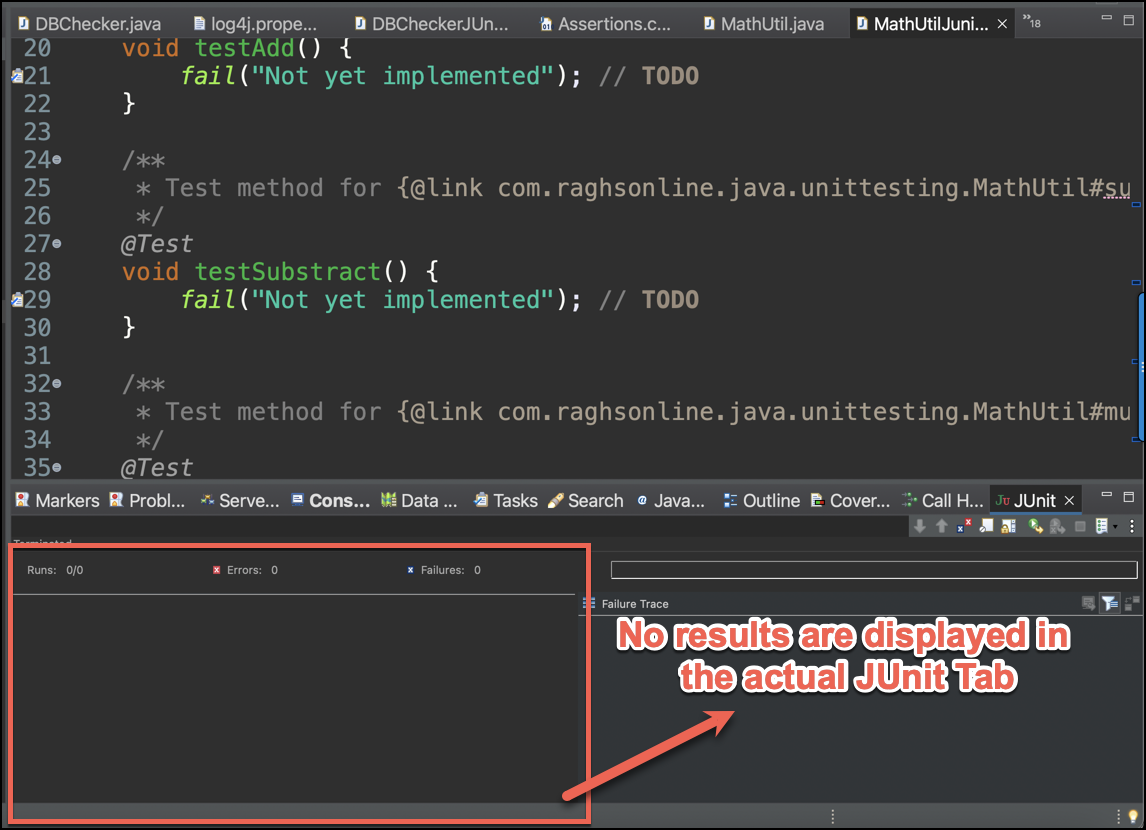 DBChecker.java log4j.prope... DBCheckerJUn... Assertions.c... MathUtil.java MathUtilJuni... »18
20 void testAdd() {
21 fail("Not yet implemented"); // TODO
22 }
23
24 /**
25 * Test method for {@link com.raghsonline.java.unittesting.MathUtil#su
26 */
27 @Test
28 void testSubstract() {
29 fail("Not yet implemented"); // TODO
30 }
31
32 /**
33 * Test method for {@link com.raghsonline.java.unittesting.MathUtil#mu
34 */
35 @Test
Markers Probl... Serve... Cons... Data ... Tasks Search Java... Outline Cover... Call H... JUnit
Terminated
Runs: 0/0 Errors: 0 Failures: 0
Failure Trace
No results are displayed in
the actual JUnit Tab